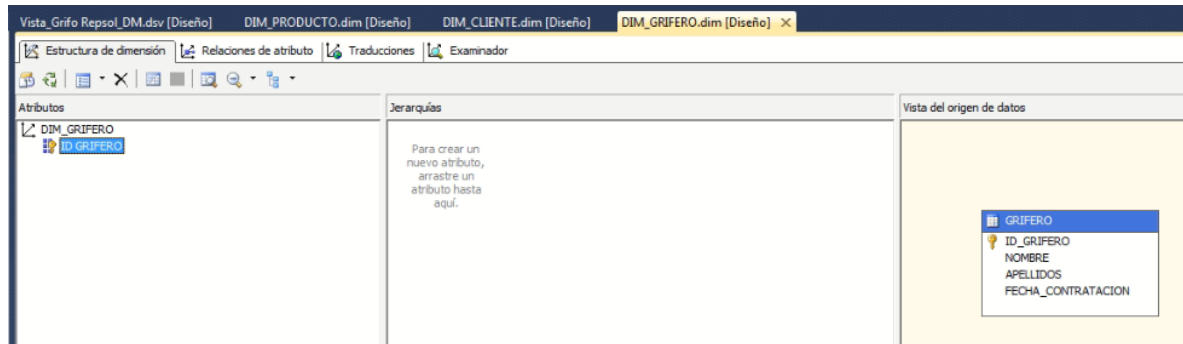 Vista_Grifo Repsol_DM.dsv [Diseño] DIM_PRODUCTO.dim [Diseño] DIM_CLIENTE.dim [Diseño] DIM_GRIFERO.dim [Diseño]
Estructura de dimensión Relaciones de atributo Traducciones Examinador
Atributos Jerarquías Vista del origen de datos
DIM_GRIFERO
ID GRIFERO
Para crear un
nuevo atributo,
arrastre un
atributo hasta
aquí.
GRIFERO
ID_GRIFERO
NOMBRE
APELLIDOS
FECHA_CONTRATACION